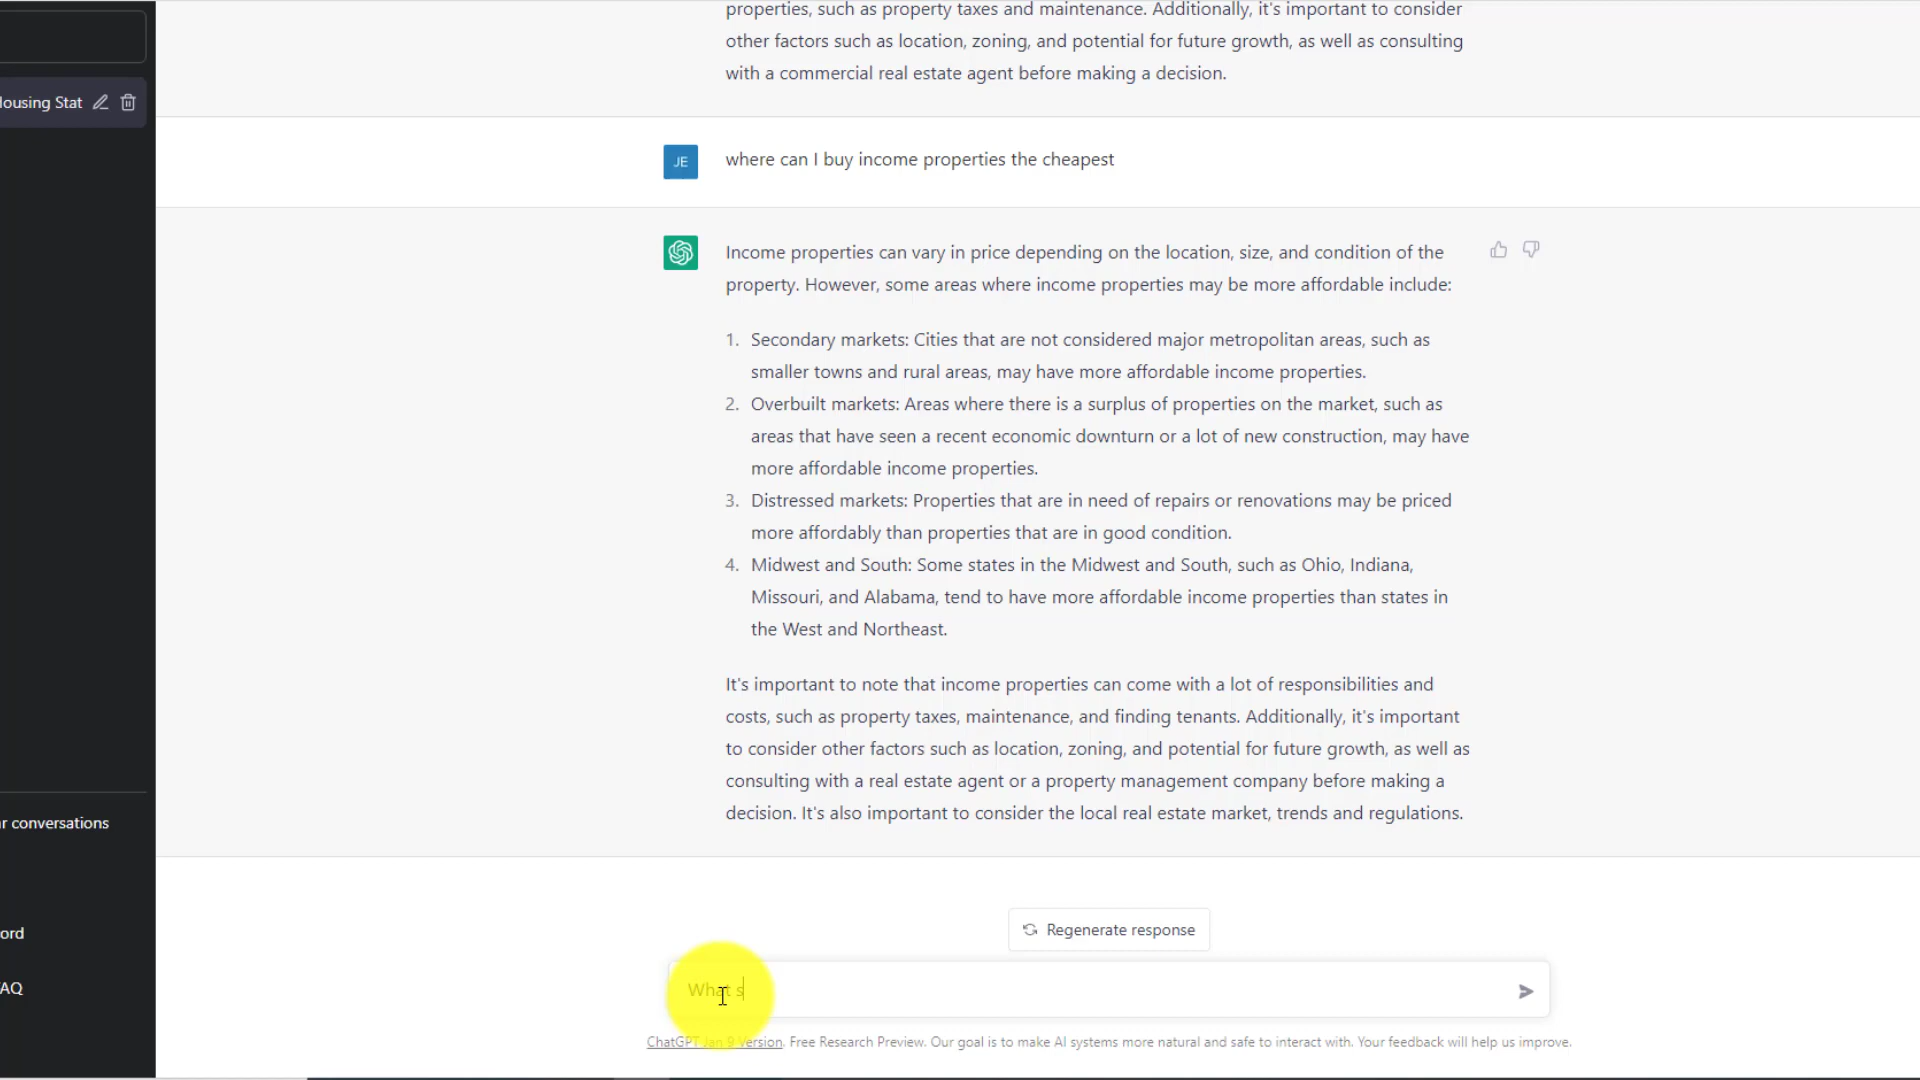 properties, such as property taxes and maintenance. Additionally, it's important to consider
other factors such as location, zoning, and potential for future growth, as well as consulting
with a commercial real estate agent before making a decision.
ousing Stat
JE
where can I buy income properties the cheapest
Income properties can vary in price depending on the location, size, and condition of the
property. However, some areas where income properties may be more affordable include:
1. Secondary markets: Cities that are not considered major metropolitan areas, such as
smaller towns and rural areas, may have more affordable income properties.
2. Overbuilt markets: Areas where there is a surplus of properties on the market, such as
areas that have seen a recent economic downturn or a lot of new construction, may have
more affordable income properties.
3. Distressed markets: Properties that are in need of repairs or renovations may be priced
more affordably than properties that are in good condition.
4. Midwest and South: Some states in the Midwest and South, such as Ohio, Indiana,
Missouri, and Alabama, tend to have more affordable income properties than states in
the West and Northeast.
It's important to note that income properties can come with a lot of responsibilities and
costs, such as property taxes, maintenance, and finding tenants. Additionally, it's important
to consider other factors such as location, zoning, and potential for future growth, as well as
consulting with a real estate agent or a property management company before making a
decision. It's also important to consider the local real estate market, trends and regulations.
r conversations
ord
AQ
Regenerate response
What s
ChatGPT Jan 9 Version. Free Research Preview. Our goal is to make AI systems more natural and safe to interact with. Your feedback will help us improve.